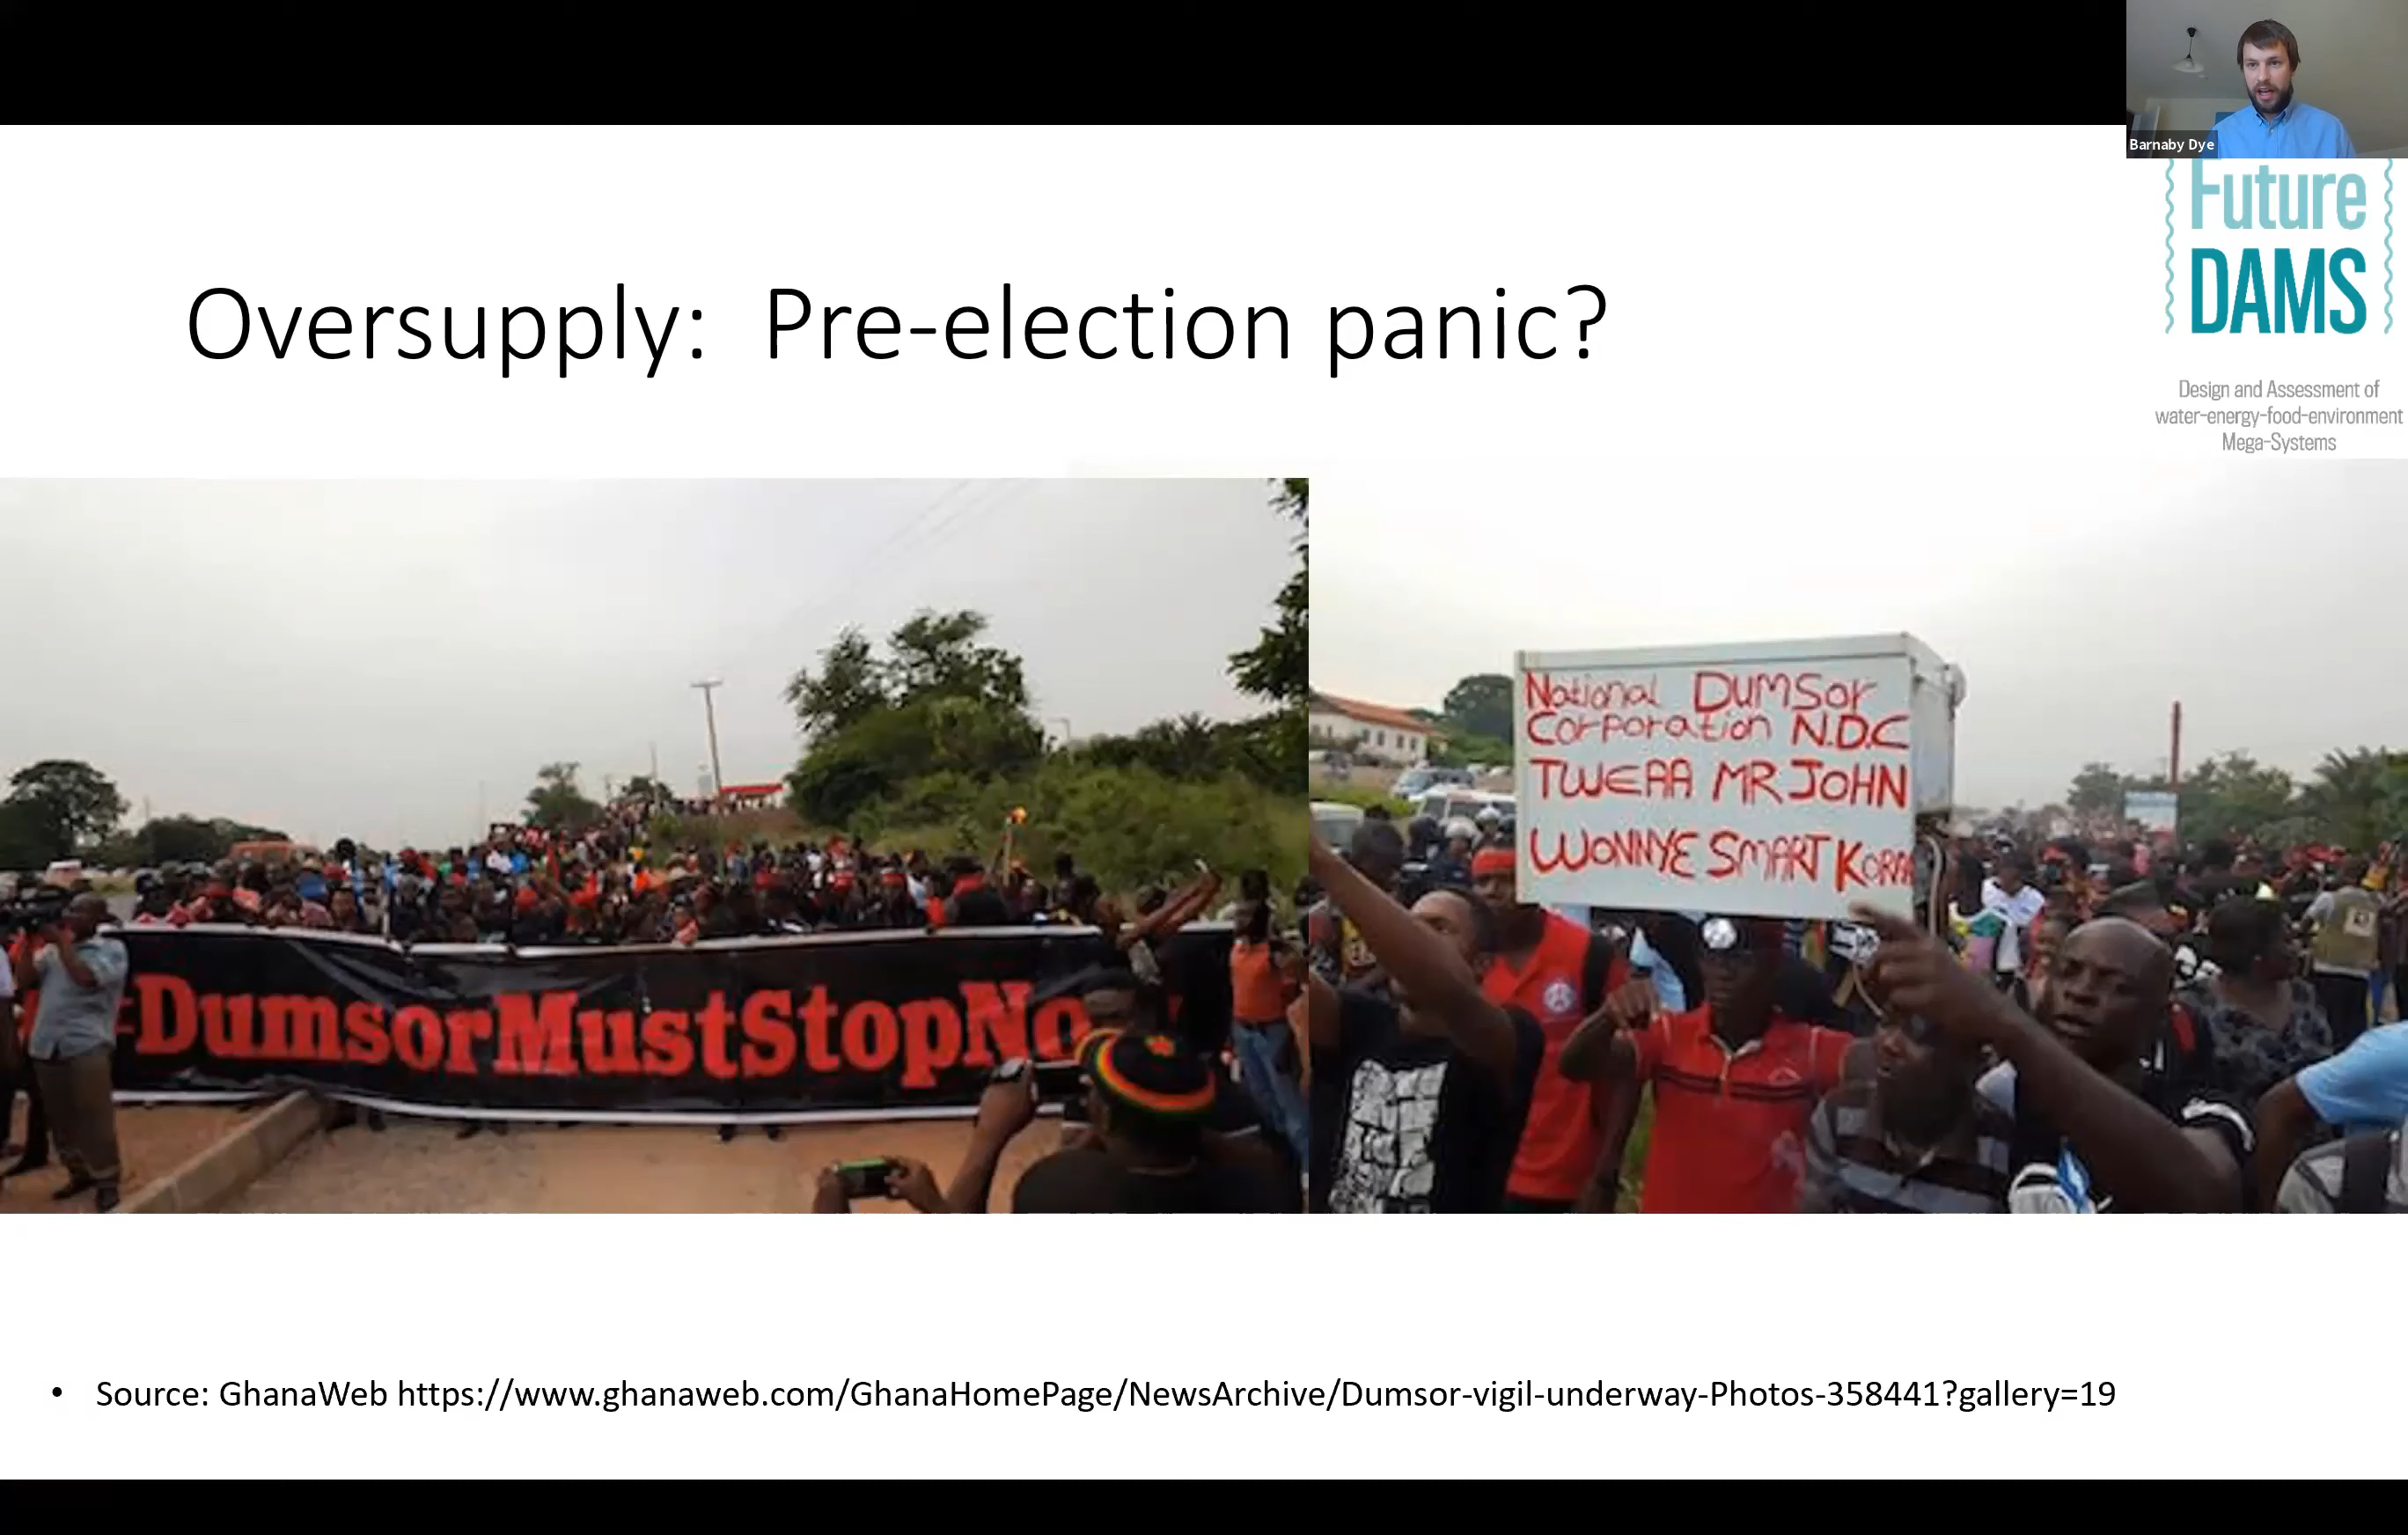 Barnaby Dye
Future
DAMS
Design and Assessment of
water-energy-food-environment
Mega-Systems
Oversupply: Pre-election panic?
#DumsorMustStopNo
National Dumsor
Corporation N.D.C
TWEAA MR JOHN
WONNYE SMART KORAA
• Source: GhanaWeb https://www.ghanaweb.com/GhanaHomePage/NewsArchive/Dumsor-vigil-underway-Photos-358441?gallery=19